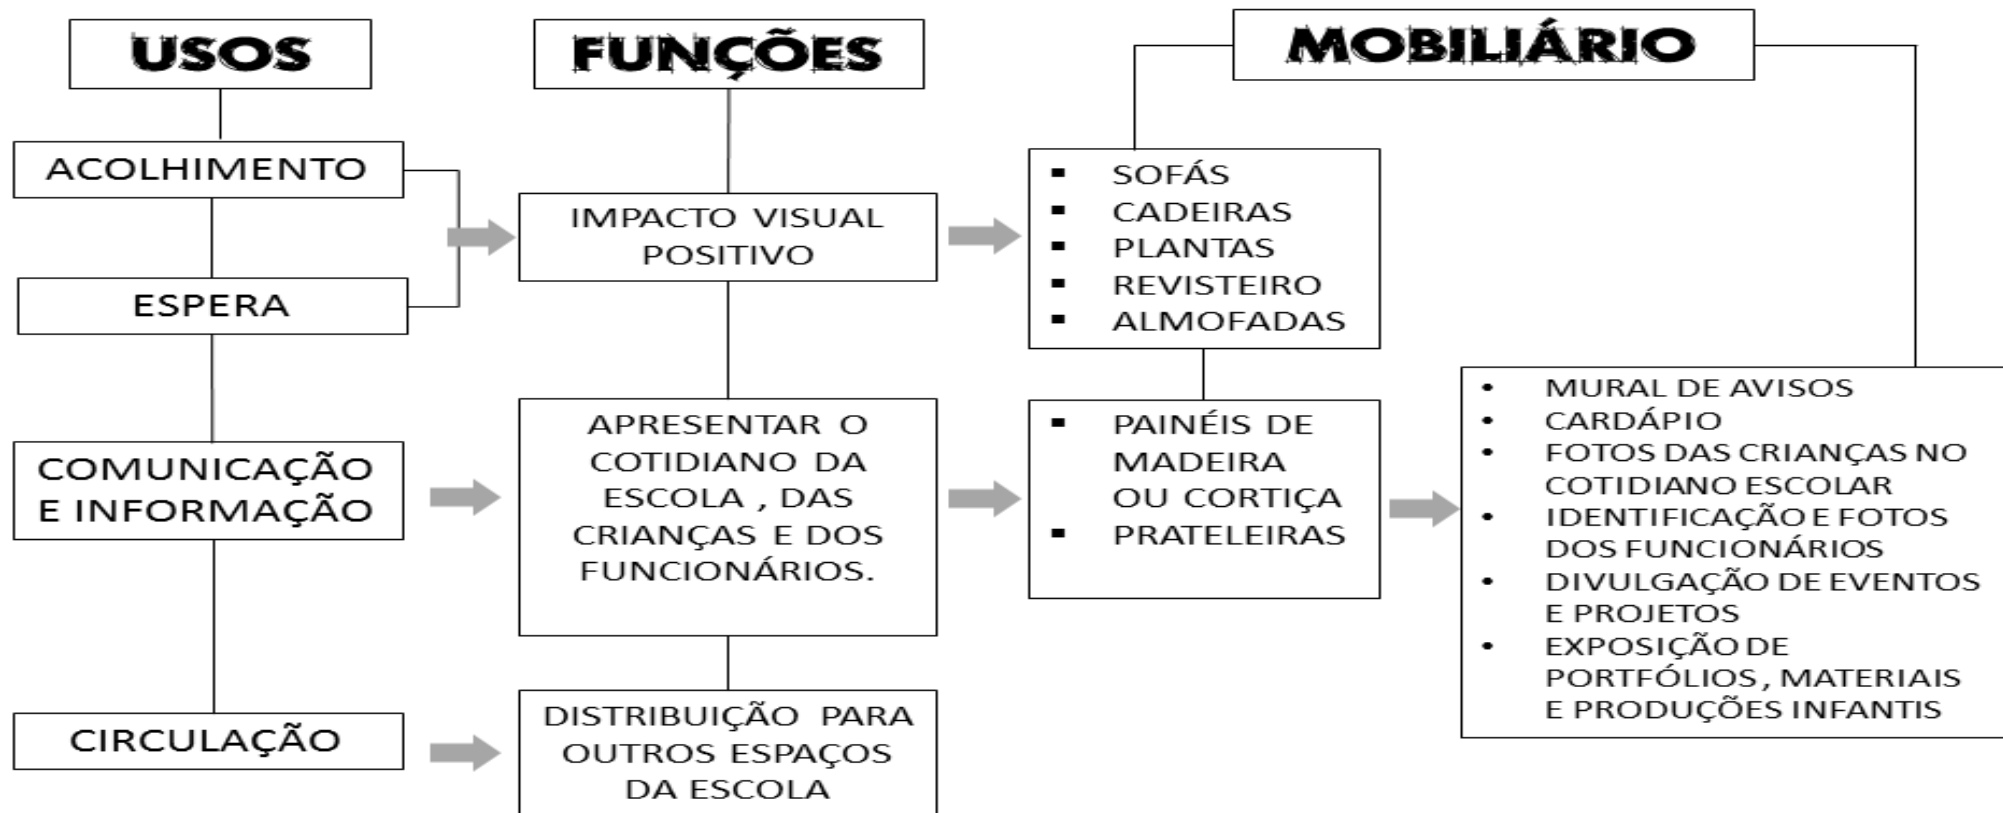 USOS
ACOLHIMENTO
ESPERA
COMUNICAÇÃO
E INFORMAÇÃO
CIRCULAÇÃO
FUNÇÕES
IMPACTO VISUAL
POSITIVO
APRESENTAR O
COTIDIANO DA
ESCOLA , DAS
CRIANÇAS E DOS
FUNCIONÁRIOS.
DISTRIBUIÇÃO PARA
OUTROS ESPAÇOS
DA ESCOLA
MOBILIÁRIO
▪ SOFÁS
▪ CADEIRAS
▪ PLANTAS
▪ REVISTEIRO
▪ ALMOFADAS
▪ PAINÉIS DE
MADEIRA
OU CORTIÇA
▪ PRATELEIRAS
• MURAL DE AVISOS
• CARDÁPIO
• FOTOS DAS CRIANÇAS NO
COTIDIANO ESCOLAR
• IDENTIFICAÇÃO E FOTOS
DOS FUNCIONÁRIOS
• DIVULGAÇÃO DE EVENTOS
E PROJETOS
• EXPOSIÇÃO DE
PORTFÓLIOS, MATERIAIS
E PRODUÇÕES INFANTIS